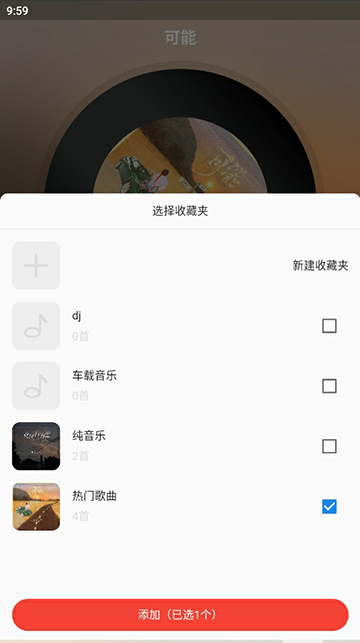 9:59
可能
选择收藏夹
新建收藏夹
dj
0首
车载音乐
0首
纯音乐
2首
热门歌曲
4首
添加（已选1个）